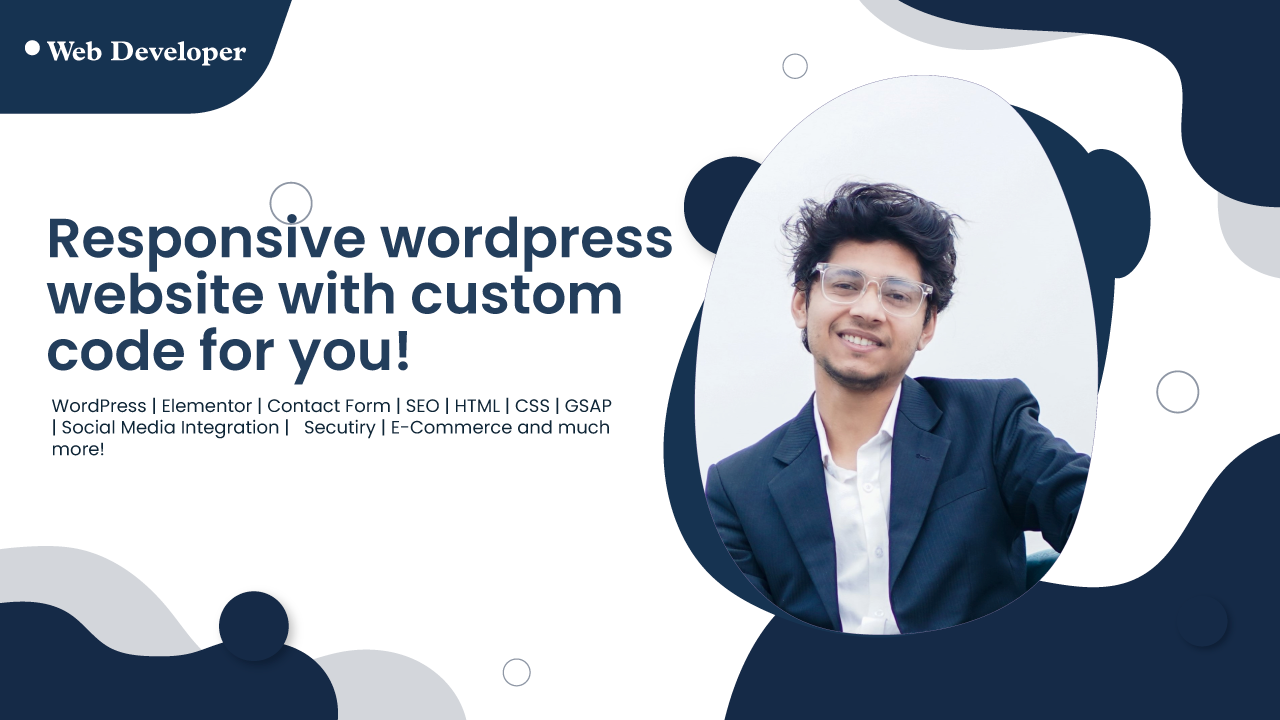 Web Developer
Responsive wordpress
website with custom
code for you!
WordPress | Elementor | Contact Form | SEO | HTML | CSS | GSAP
| Social Media Integration |   Secutiry | E-Commerce and much
more!